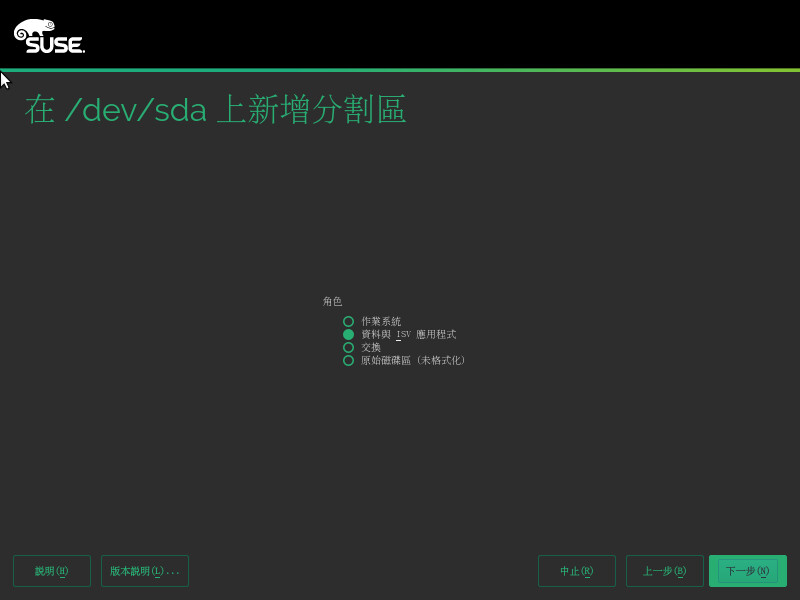 SUSE.
在 /dev/sda 上新增分割區
角色
作業系統
資料與 ISV 應用程式
交換
原始磁碟區 (未格式化)
說明(H) 版本說明(L)... 中止(R) 上一步(B) 下一步(N)